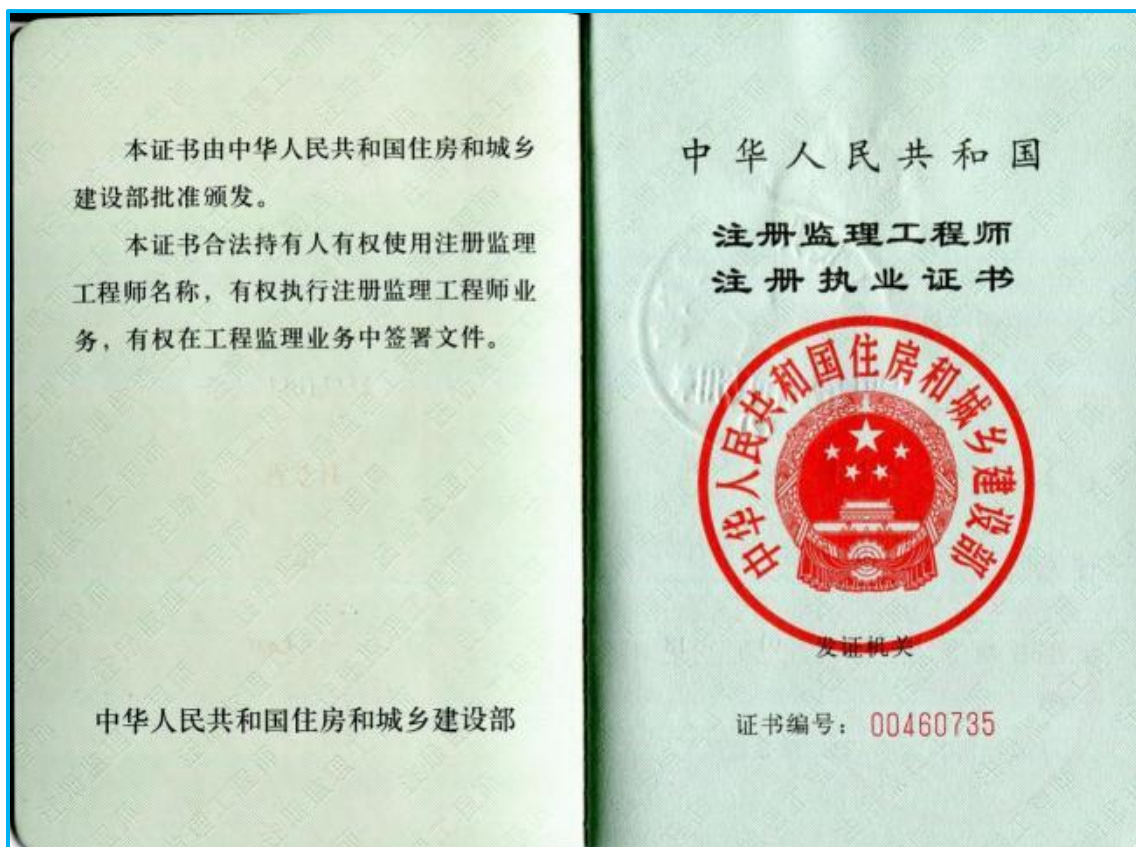 本证书由中华人民共和国住房和城乡
建设部批准颁发。
本证书合法持有人有权使用注册监理
工程师名称，有权执行注册监理工程师业
务，有权在工程监理业务中签署文件。
中华人民共和国住房和城乡建设部
中华人民共和国
注册监理工程师
注册执业证书
中华人民共和国住房和城乡建设部
发证机关
证书编号：00460735